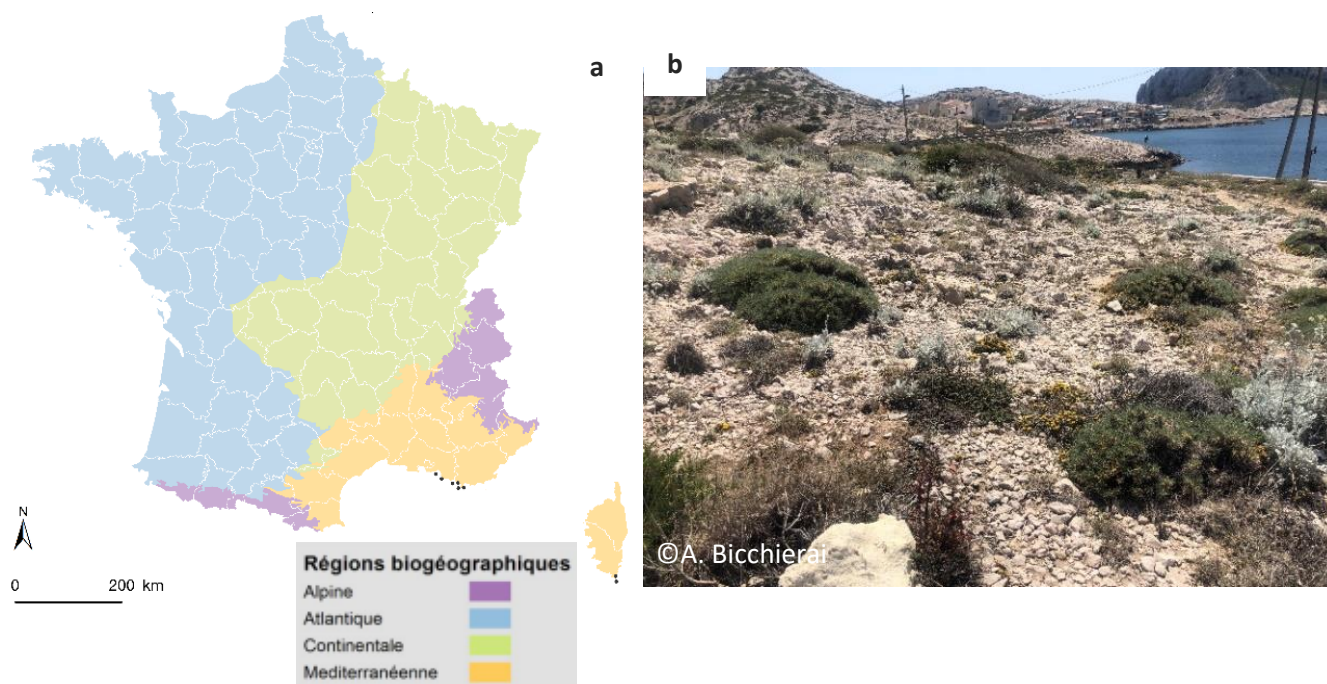 a
b
N
0 200 km
Régions biogéographiques
Alpine
Atlantique
Continentale
Mediterranéenne
©A. Bicchierai